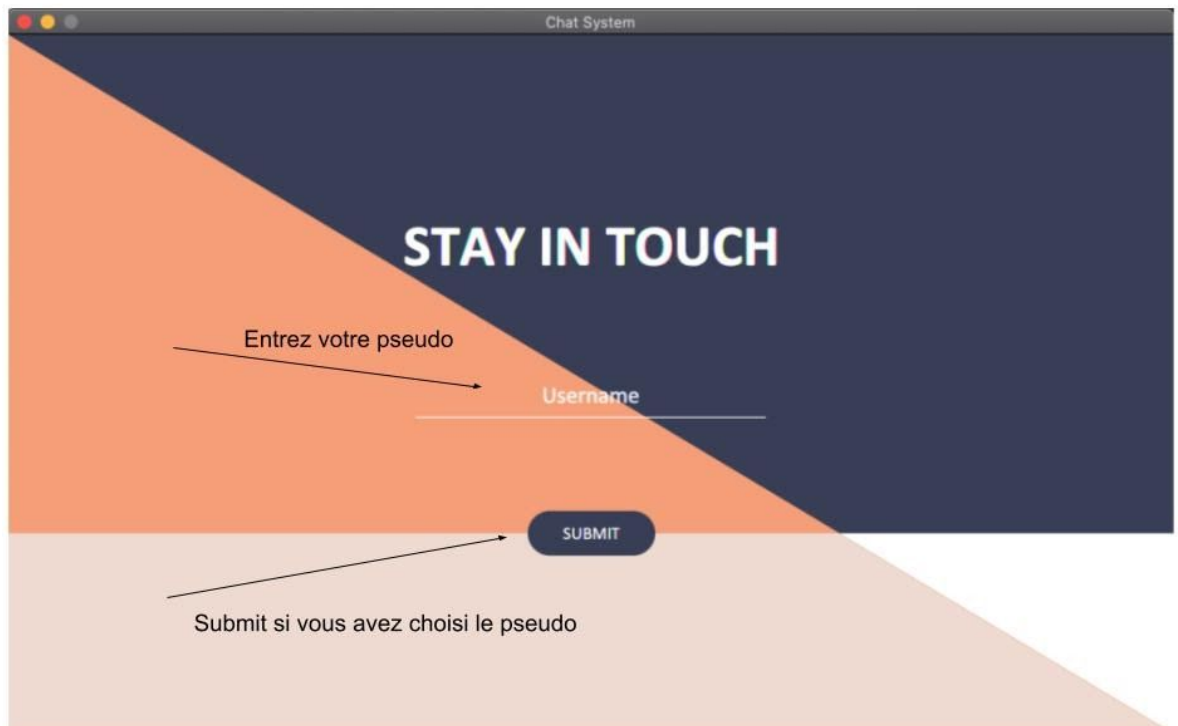 Chat System
STAY IN TOUCH
Entrez votre pseudo
Username
SUBMIT
Submit si vous avez choisi le pseudo